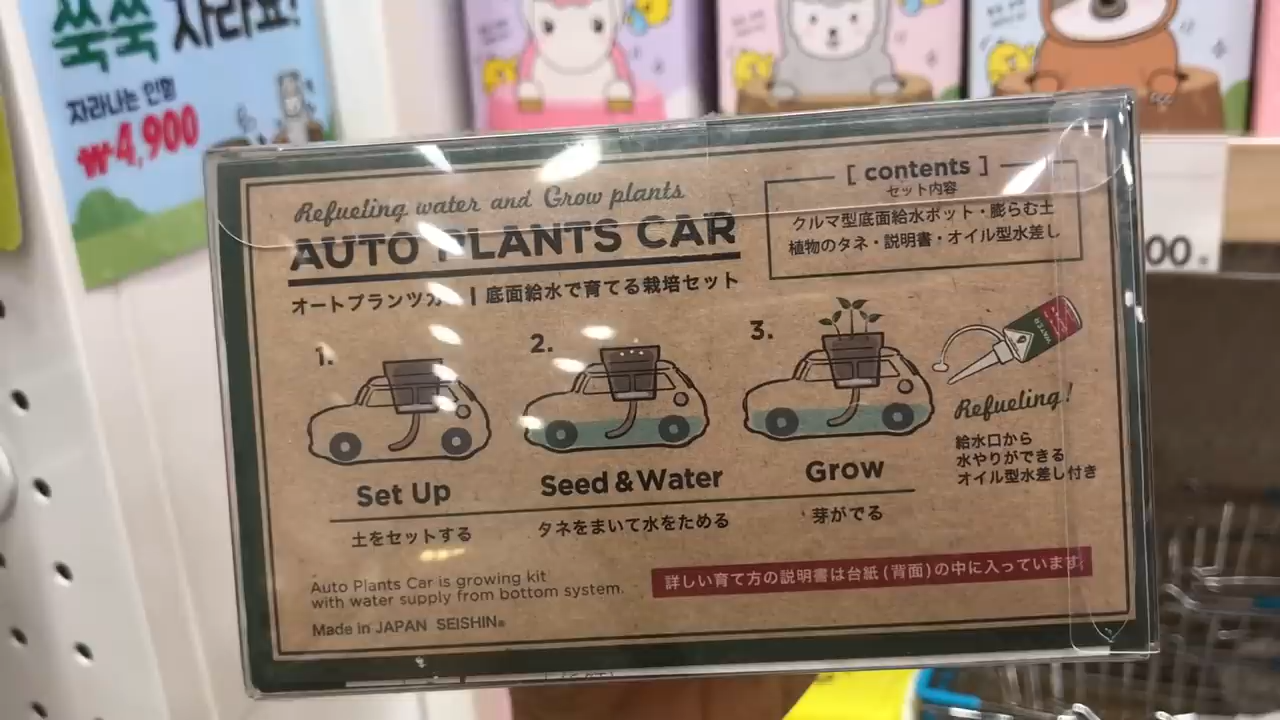 쑥쑥 자라요!
자라나는 인형
₩4,900
Refueling water and Grow plants
AUTO PLANTS CAR
オートプランツカー | 底面給水で育てる栽培セット
[ contents ]
セット内容
クルマ型底面給水ポット・膨らむ土
植物のタネ・説明書・オイル型水差し
1.
2.
3.
WATER
Refueling!
給水口から
水やりができる
オイル型水差し付き
Set Up
Seed & Water
Grow
土をセットする
タネをまいて水をためる
芽がでる
Auto Plants Car is growing kit
with water supply from bottom system.
詳しい育て方の説明書は台紙(背面)の中に入っています。
Made in JAPAN SEISHIN®